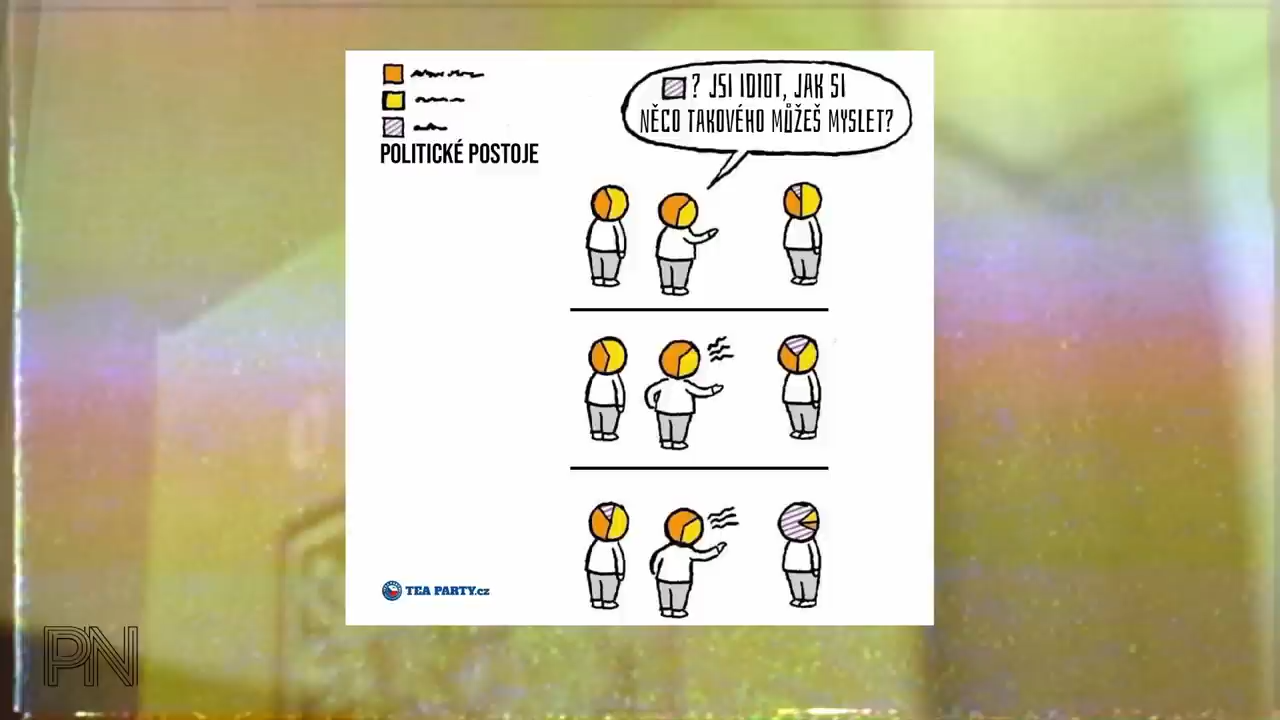 ? JSI IDIOT, JAK SI
NĚCO TAKOVÉHO MŮŽEŠ MYSLET?
POLITICKÉ POSTOJE
TEA PARTY.cz
PN